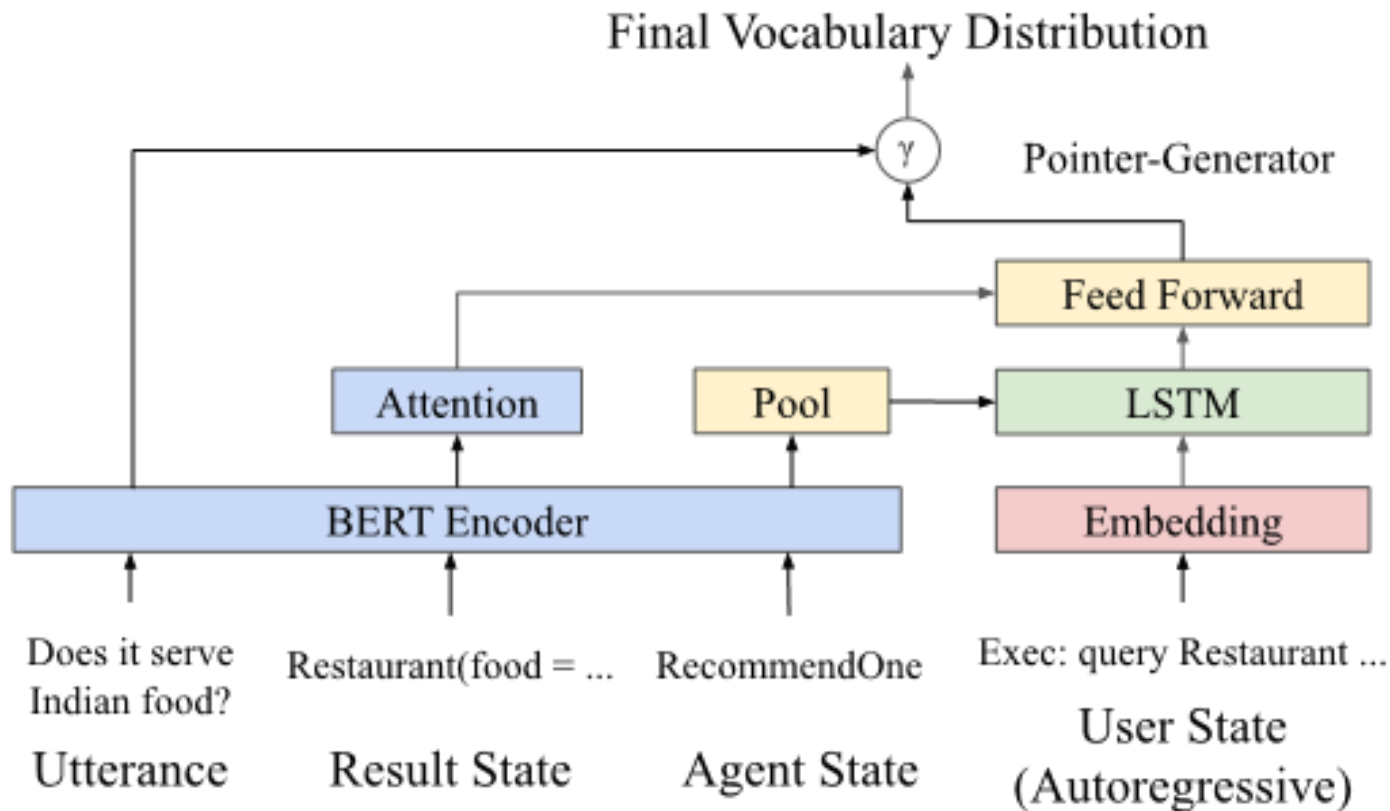 Final Vocabulary Distribution
γ
Pointer-Generator
Feed Forward
Attention
Pool
LSTM
BERT Encoder
Embedding
Does it serve
Indian food?
Restaurant(food = ...
RecommendOne
Exec: query Restaurant ...
Utterance
Result State
Agent State
User State
(Autoregressive)